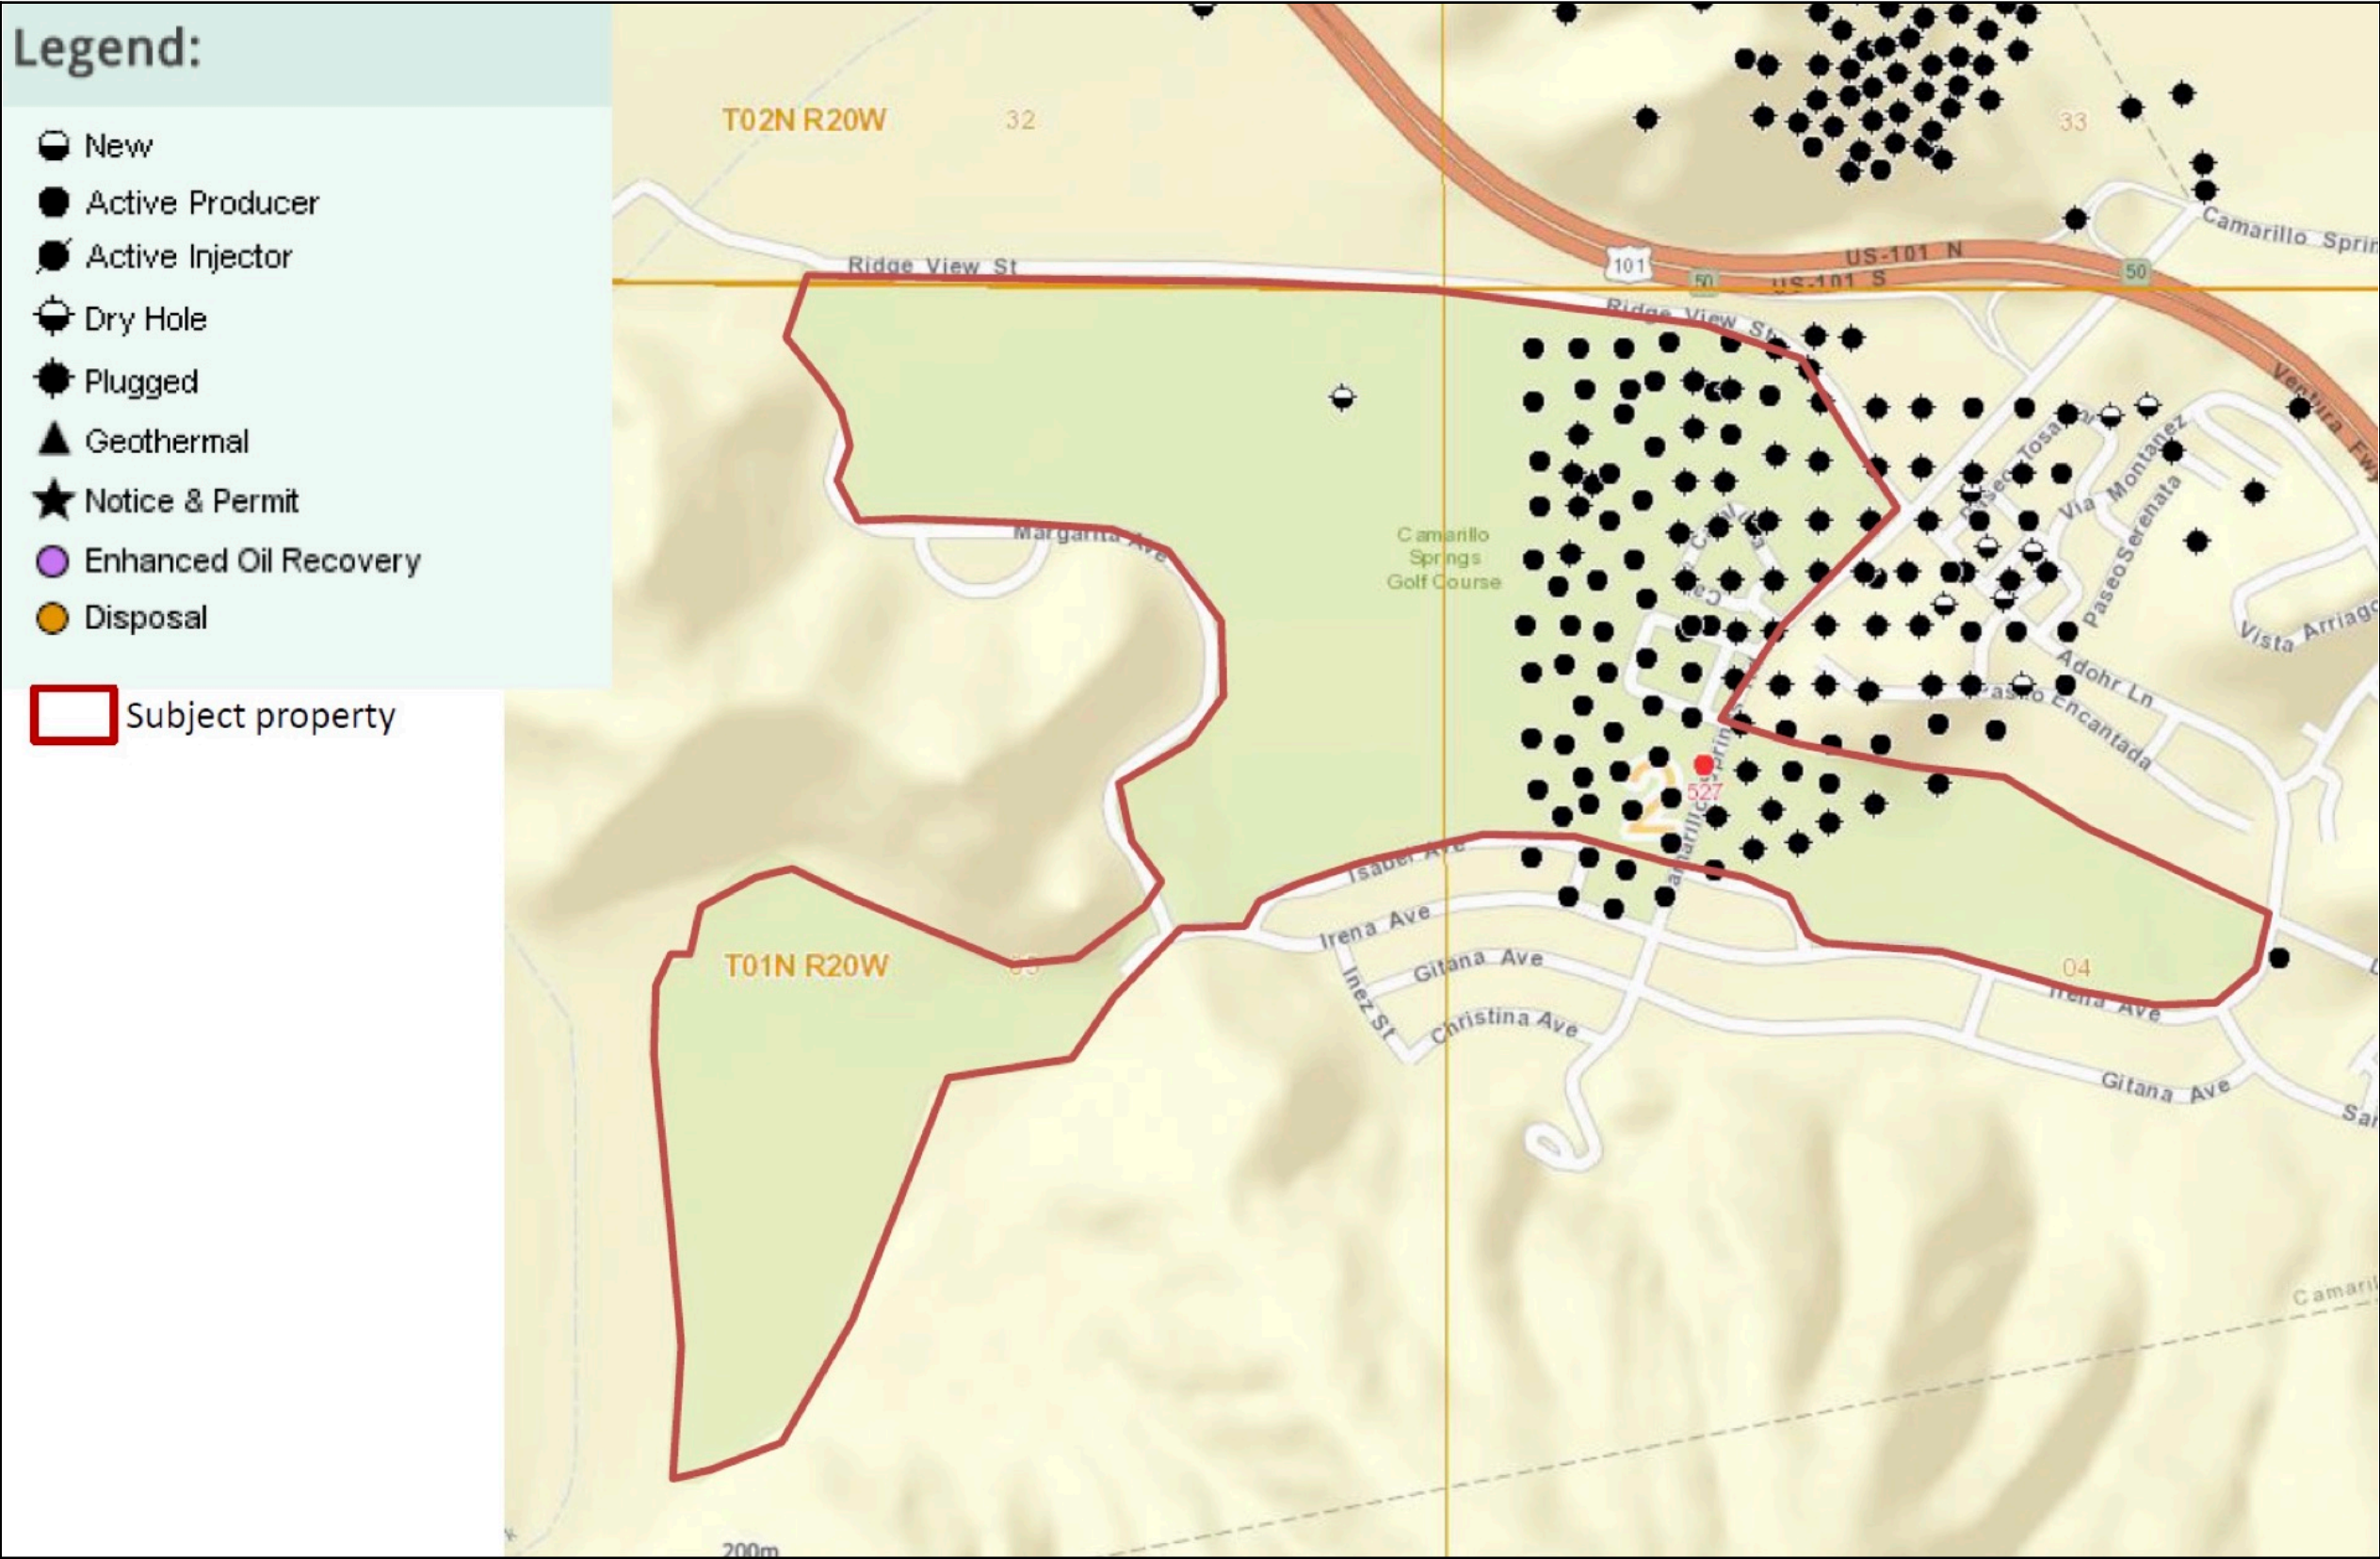 Legend:
New
Active Producer
Active Injector
Dry Hole
Plugged
Geothermal
Notice & Permit
Enhanced Oil Recovery
Disposal
Subject property
T02N R20W
32
33
Camarillo Sprin
US-101 N
101
50
US-101 S
50
Ridge View St
Ridge View St
Ventura Fwy
Via Montanez
Paseo Serenata
Camarillo
Springs
Golf Course
Margarita Ave
Vista Arriago
Adohr Ln
Paseo Encantada
2
527
Isabel Ave
Irena Ave
Gitana Ave
Inez St
Christina Ave
T01N R20W
04
Irena Ave
Gitana Ave
San
Camaril
200m